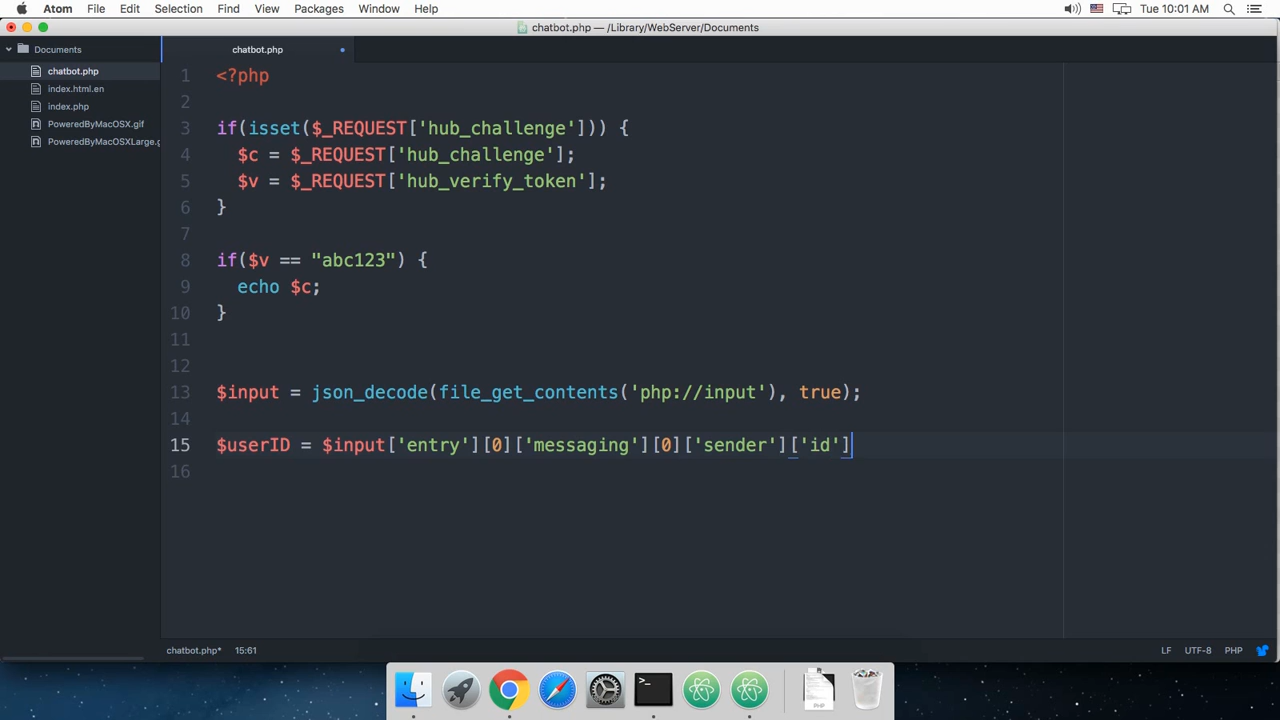 Atom File Edit Selection Find View Packages Window Help Tue 10:01 AM
chatbot.php — /Library/WebServer/Documents
Documents
chatbot.php
index.html.en
index.php
PoweredByMacOSX.gif
PoweredByMacOSXLarge.g
chatbot.php
1 <?php
2
3 if(isset($_REQUEST['hub_challenge'])) {
4 $c = $_REQUEST['hub_challenge'];
5 $v = $_REQUEST['hub_verify_token'];
6 }
7
8 if($v == "abc123") {
9 echo $c;
10 }
11
12
13 $input = json_decode(file_get_contents('php://input'), true);
14
15 $userID = $input['entry'][0]['messaging'][0]['sender']['id']
16
chatbot.php* 15:61 LF UTF-8 PHP
>_
PHP